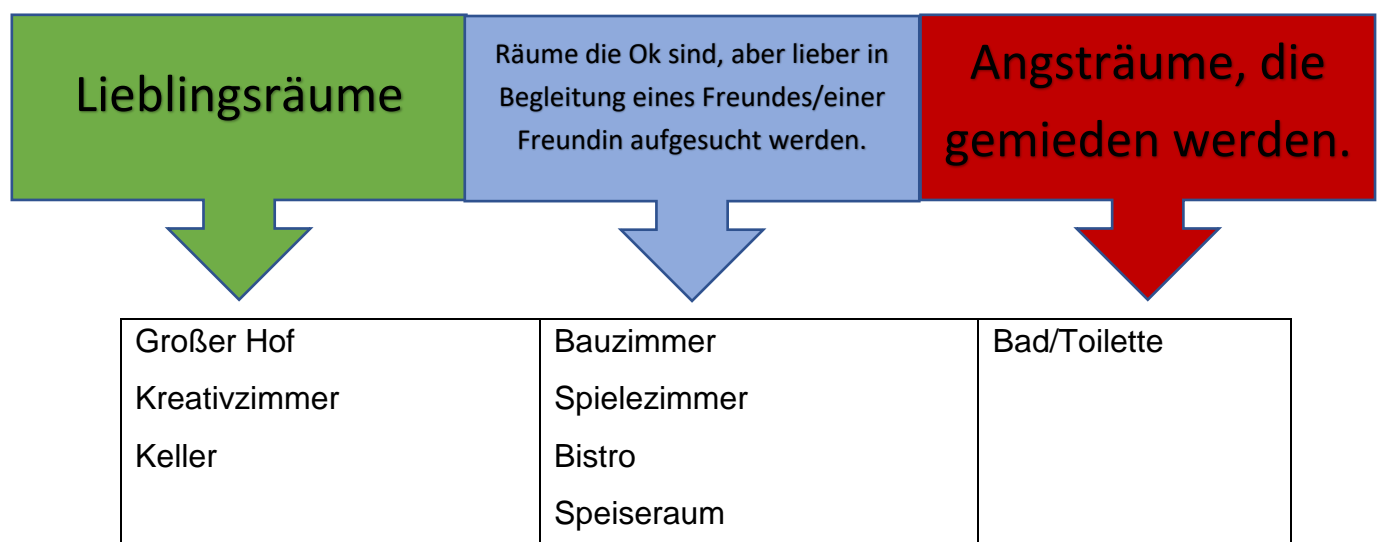 Lieblingsräume
Räume die Ok sind, aber lieber in
Begleitung eines Freundes/einer
Freundin aufgesucht werden.
Angsträume, die
gemieden werden.
Großer Hof
Kreativzimmer
Keller
Bauzimmer
Spielezimmer
Bistro
Speiseraum
Bad/Toilette